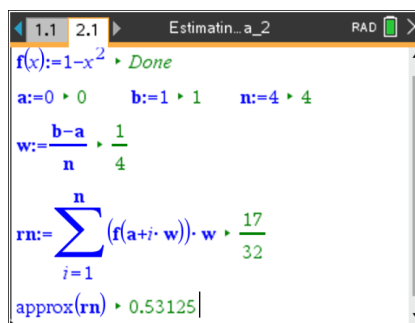 1.1 2.1 Estimatin...a_2 RAD
f(x):=1-x² ▸ Done
a:=0 ▸ 0 b:=1 ▸ 1 n:=4 ▸ 4
w:=(b-a)/n ▸ 1/4
rn:=∑_{i=1}^{n} (f(a+i·w))·w ▸ 17/32
approx(rn) ▸ 0.53125